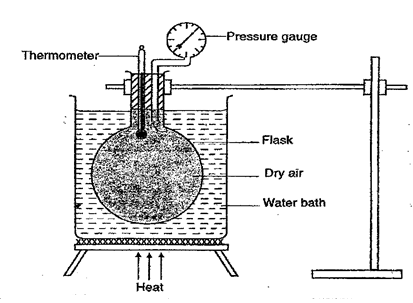 Thermometer
Pressure gauge
Flask
Dry air
Water bath
Heat